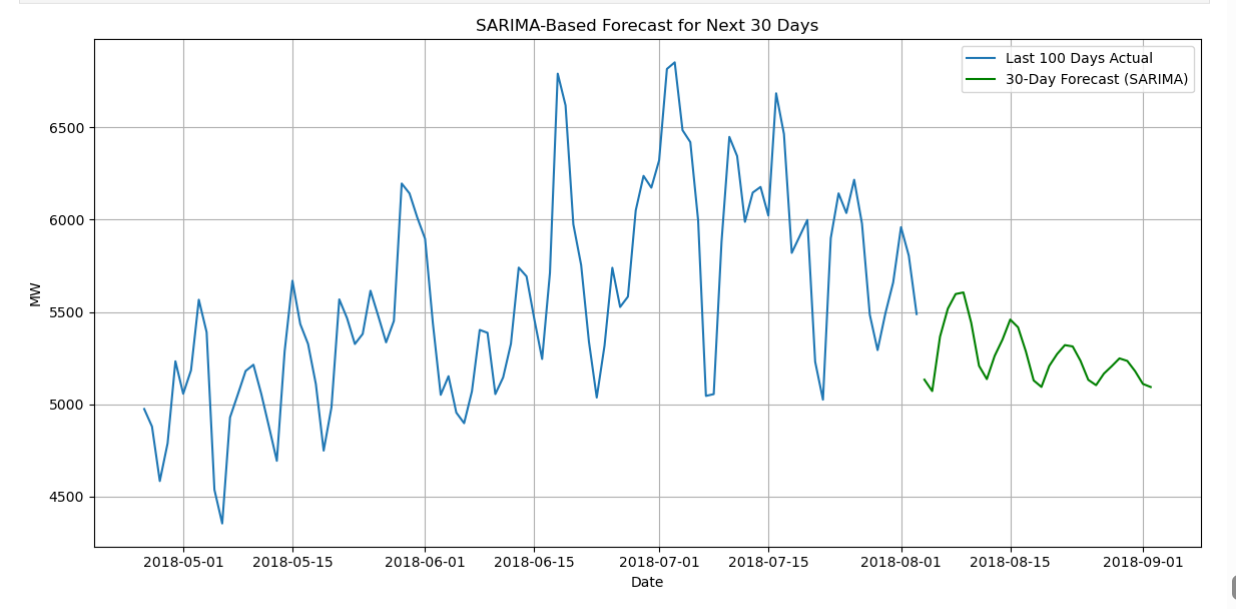 SARIMA-Based Forecast for Next 30 Days
Last 100 Days Actual
30-Day Forecast (SARIMA)
6500
6000
5500
5000
4500
MW
2018-05-01 2018-05-15 2018-06-01 2018-06-15 2018-07-01 2018-07-15 2018-08-01 2018-08-15 2018-09-01
Date